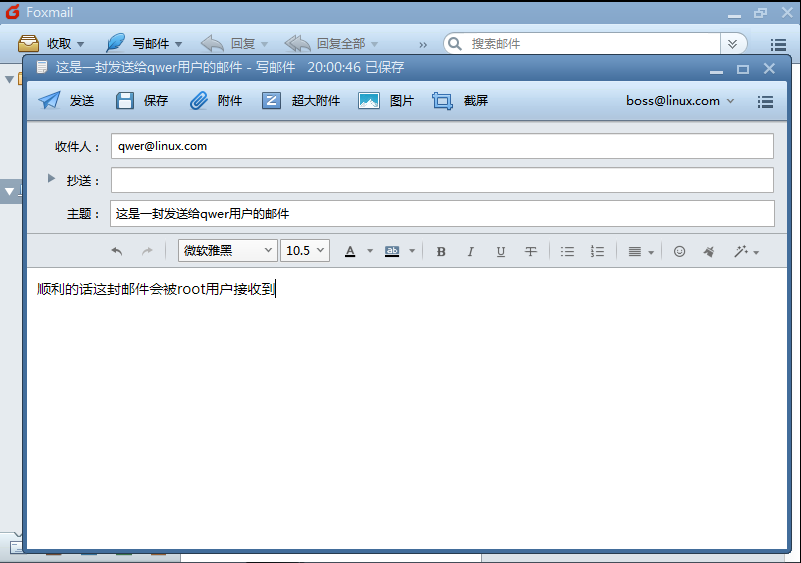 Foxmail
收取 写邮件 回复 回复全部 » 搜索邮件
这是一封发送给qwer用户的邮件 - 写邮件 20:00:46 已保存
发送 保存 附件 超大附件 图片 截屏 boss@linux.com
收件人： qwer@linux.com
抄送：
主题： 这是一封发送给qwer用户的邮件
微软雅黑 10.5 A ab B I U T
顺利的话这封邮件会被root用户接收到